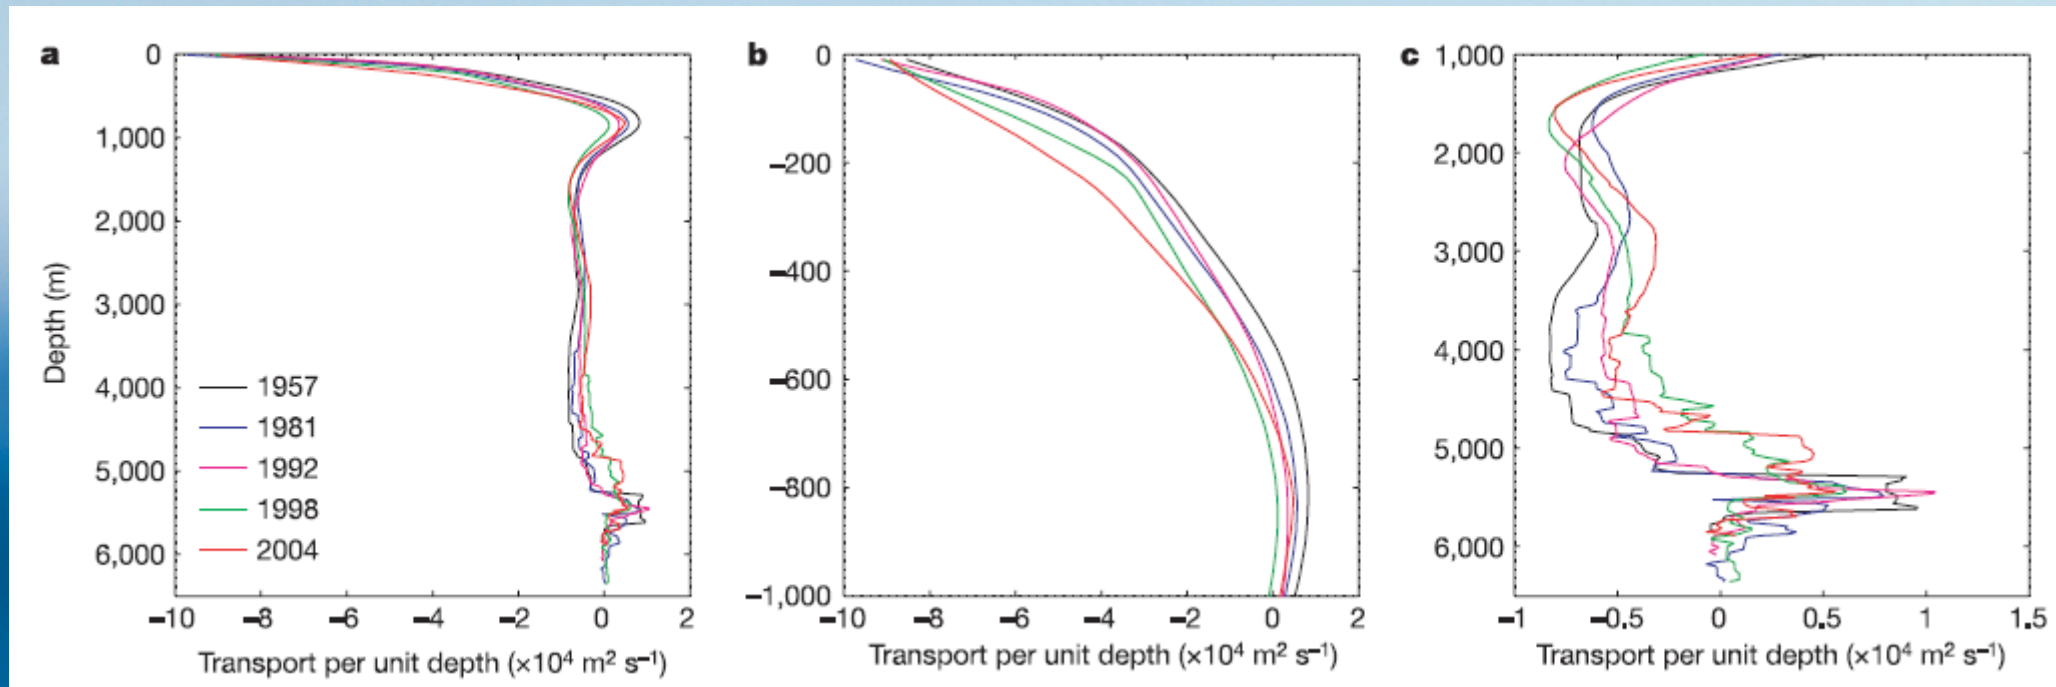 a
0
1,000
2,000
3,000
4,000
5,000
6,000
Depth (m)
1957
1981
1992
1998
2004
−10 −8 −6 −4 −2 0 2
Transport per unit depth (×10⁴ m² s⁻¹)
b
0
−200
−400
−600
−800
−1,000
−10 −8 −6 −4 −2 0 2
Transport per unit depth (×10⁴ m² s⁻¹)
c
1,000
2,000
3,000
4,000
5,000
6,000
−1 −0.5 0 0.5 1 1.5
Transport per unit depth (×10⁴ m² s⁻¹)